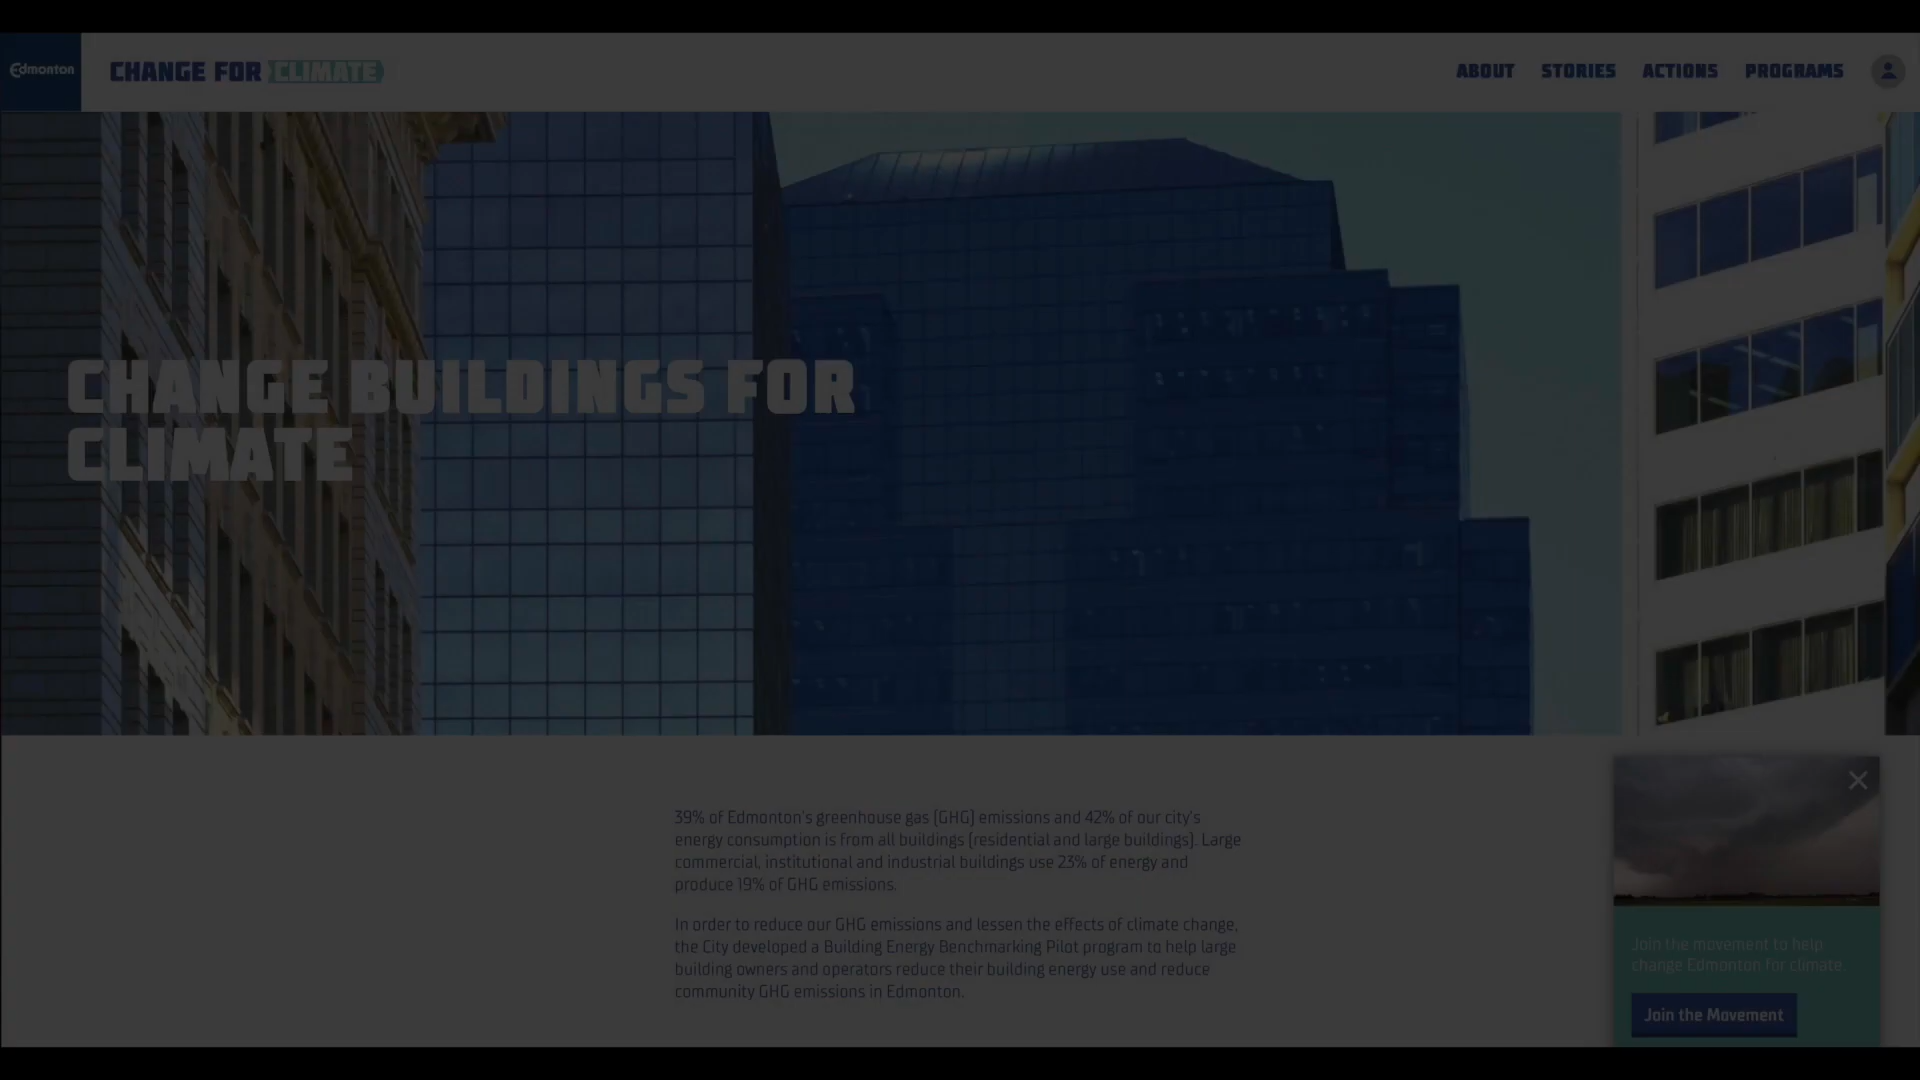 Edmonton
CHANGE FOR CLIMATE
ABOUT STORIES ACTIONS PROGRAMS
CHANGE BUILDINGS FOR
CLIMATE
39% of Edmonton's greenhouse gas (GHG) emissions and 42% of our city's
energy consumption is from all buildings (residential and large buildings). Large
commercial, institutional and industrial buildings use 23% of energy and
produce 19% of GHG emissions.
In order to reduce our GHG emissions and lessen the effects of climate change,
the City developed a Building Energy Benchmarking Pilot program to help large
building owners and operators reduce their building energy use and reduce
community GHG emissions in Edmonton.
Join the movement to help
change Edmonton for climate.
Join the Movement